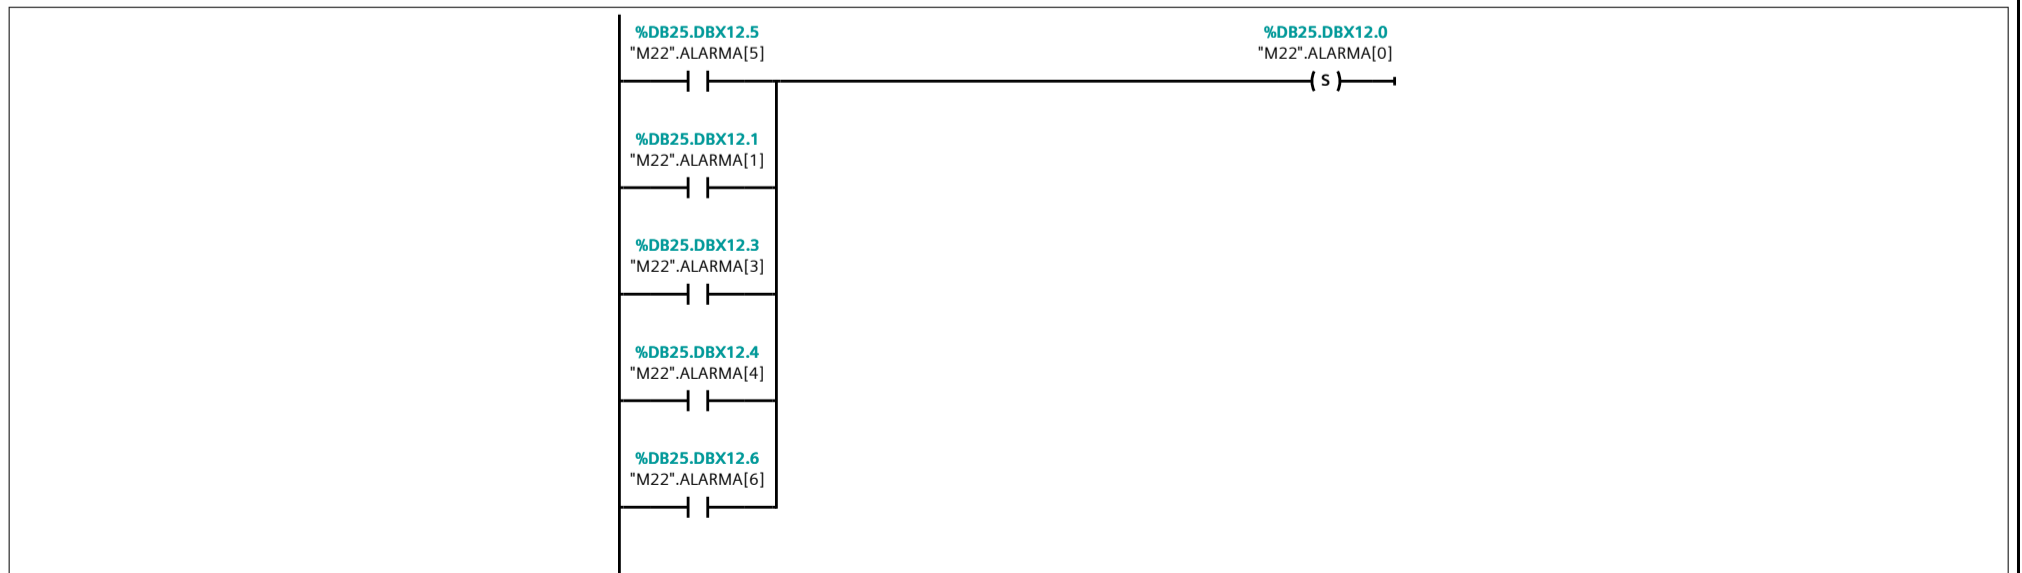 %DB25.DBX12.5
"M22".ALARMA[5]
%DB25.DBX12.0
"M22".ALARMA[0]
S
%DB25.DBX12.1
"M22".ALARMA[1]
%DB25.DBX12.3
"M22".ALARMA[3]
%DB25.DBX12.4
"M22".ALARMA[4]
%DB25.DBX12.6
"M22".ALARMA[6]